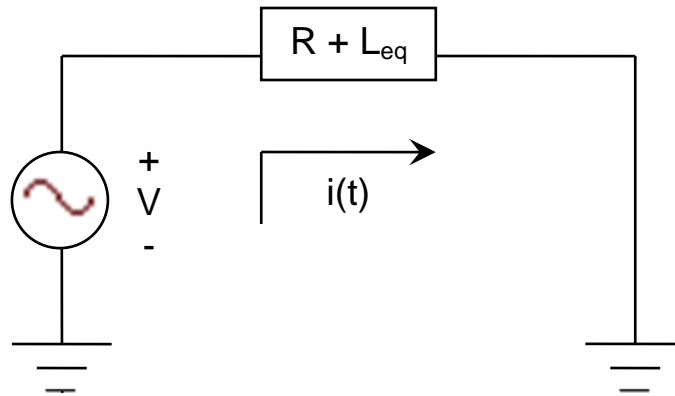 R + Leq
+
V
-
i(t)